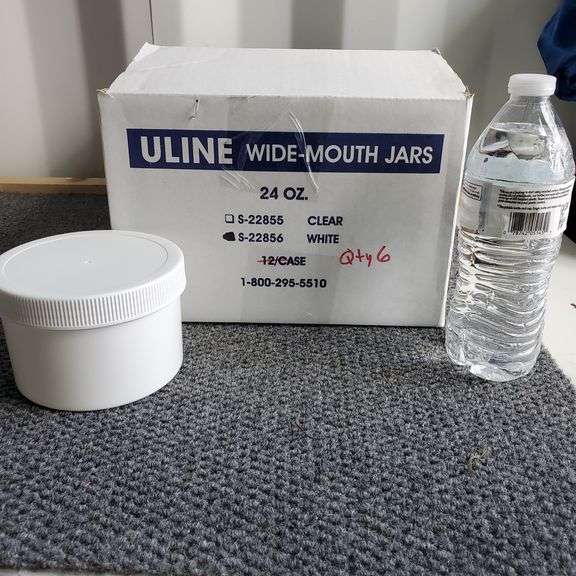 ULINE WIDE-MOUTH JARS
24 OZ.
S-22855 CLEAR
S-22856 WHITE
12/CASE Qty 6
1-800-295-5510